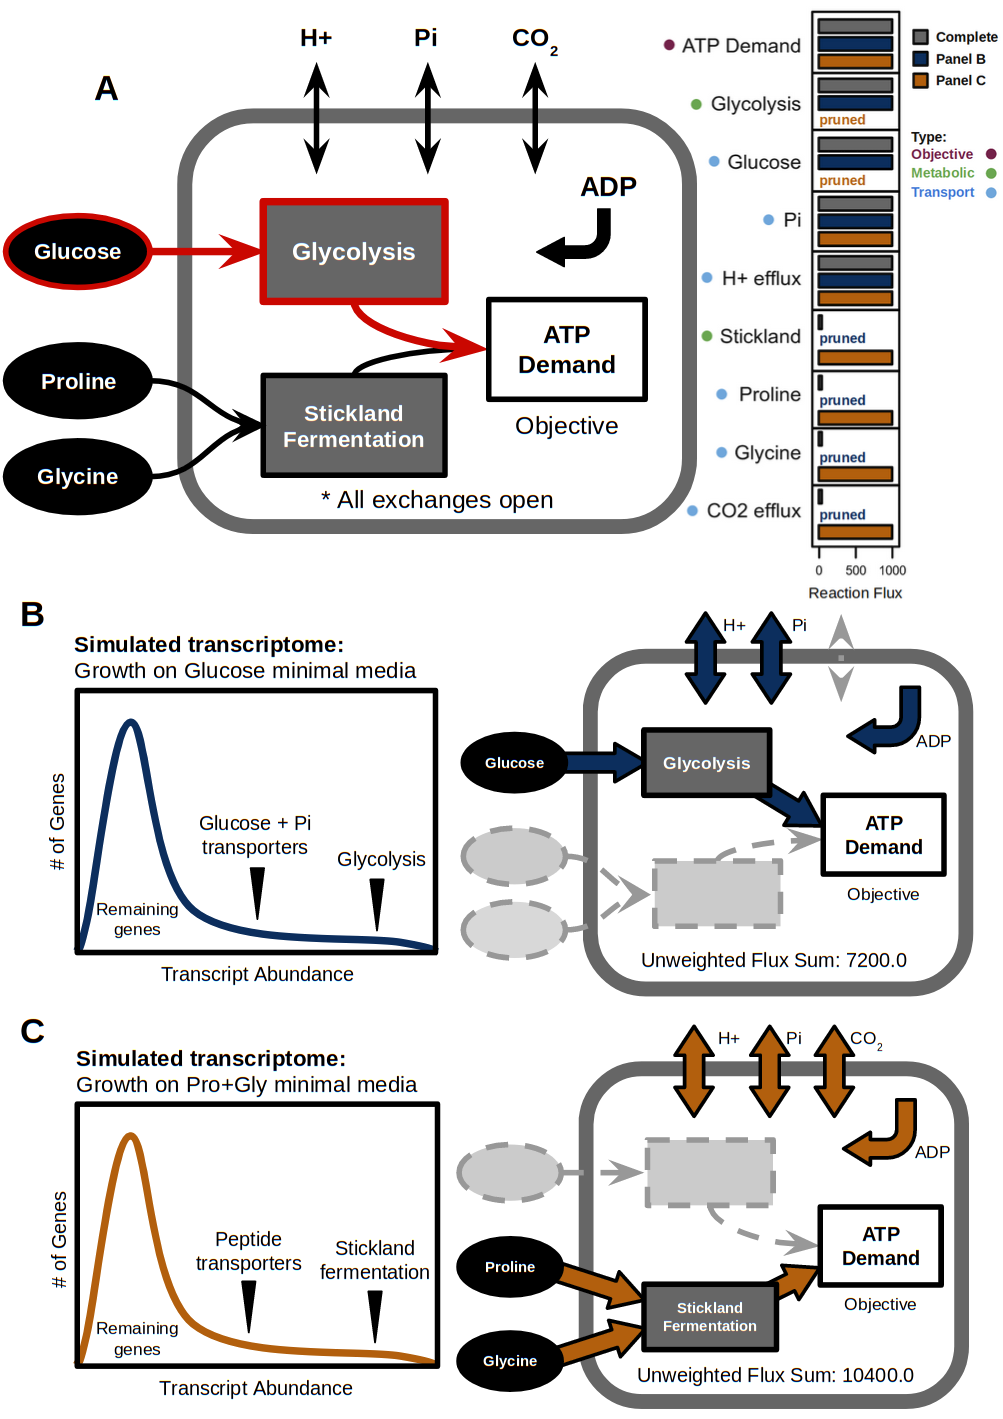 A
H+
Pi
CO2
ADP
Glucose
Glycolysis
Proline
Glycine
Stickland
Fermentation
ATP
Demand
Objective
* All exchanges open
ATP Demand
Glycolysis
pruned
Glucose
pruned
Pi
H+ efflux
Stickland
pruned
Proline
pruned
Glycine
pruned
CO2 efflux
pruned
0 500 1000
Reaction Flux
Complete
Panel B
Panel C
Type:
Objective
Metabolic
Transport
B
Simulated transcriptome:
Growth on Glucose minimal media
# of Genes
Glucose + Pi
transporters
Glycolysis
Remaining
genes
Transcript Abundance
H+
Pi
ADP
Glucose
Glycolysis
ATP
Demand
Objective
Unweighted Flux Sum: 7200.0
C
Simulated transcriptome:
Growth on Pro+Gly minimal media
# of Genes
Peptide
transporters
Stickland
fermentation
Remaining
genes
Transcript Abundance
H+
Pi
CO2
ADP
Proline
Glycine
Stickland
Fermentation
ATP
Demand
Objective
Unweighted Flux Sum: 10400.0